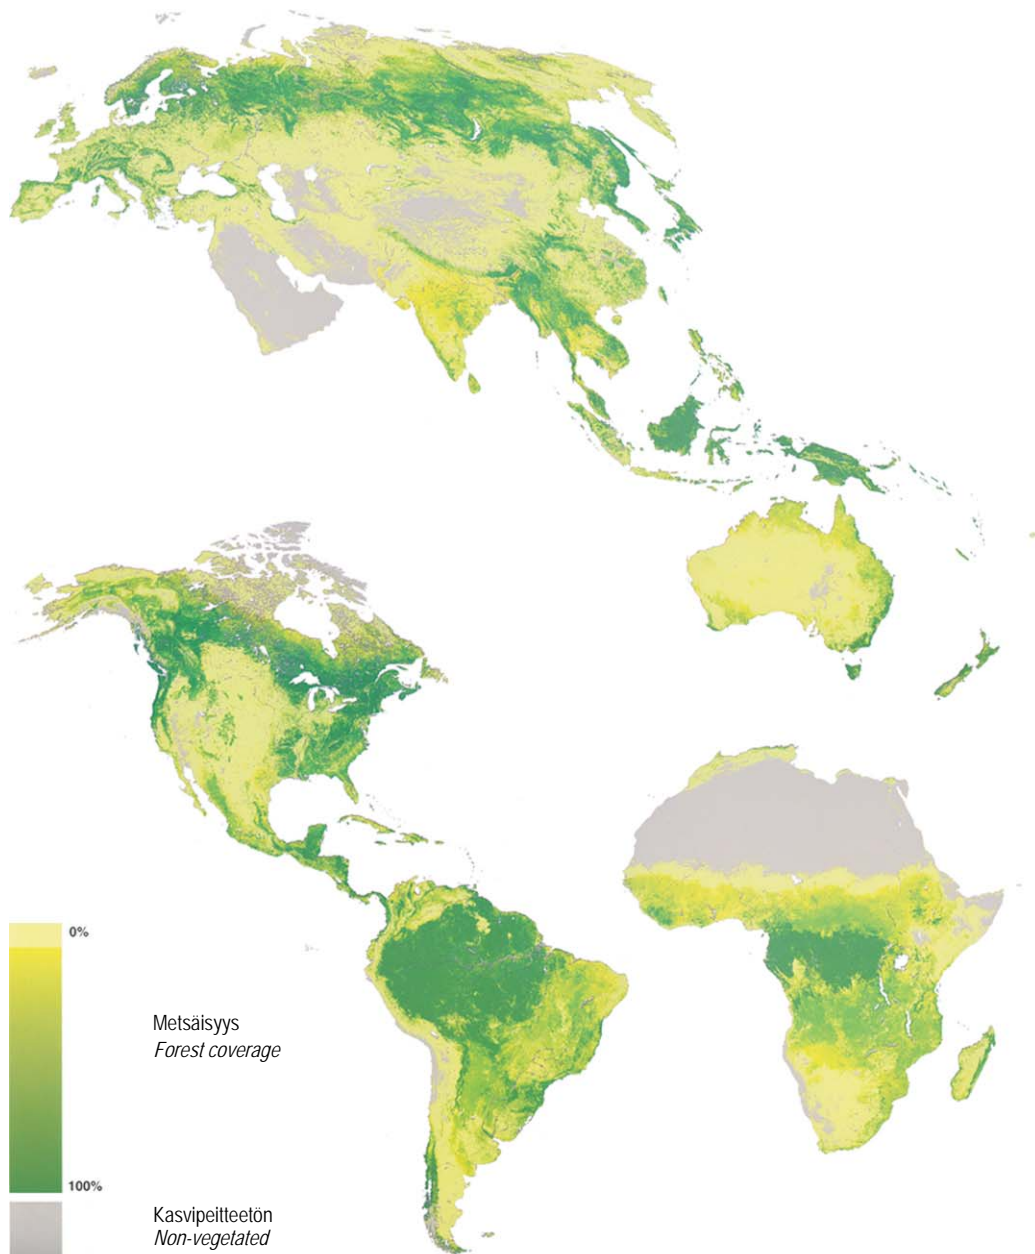 0%
Metsäisyys
Forest coverage
100%
Kasvipeitteetön
Non-vegetated